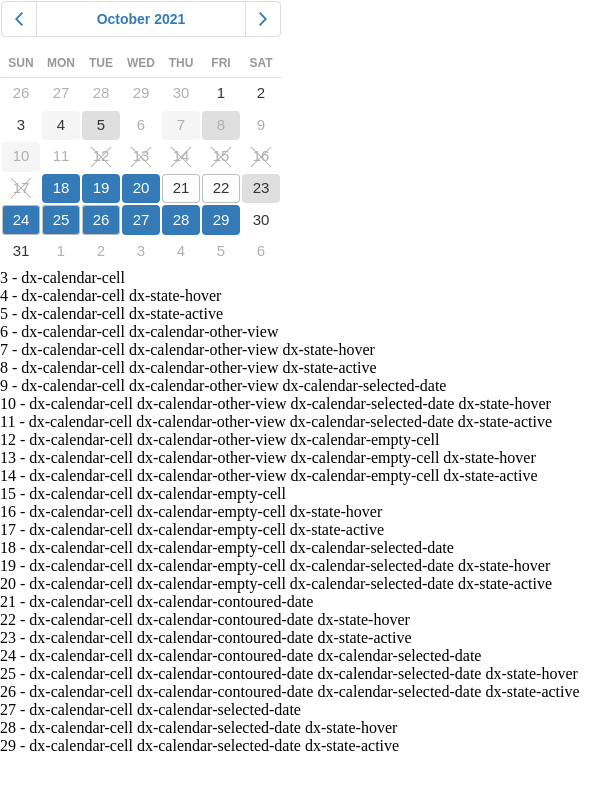 October 2021
SUN MON TUE WED THU FRI SAT
26 27 28 29 30 1 2
3 4 5 6 7 8 9
10 11 12 13 14 15 16
17 18 19 20 21 22 23
24 25 26 27 28 29 30
31 1 2 3 4 5 6
3 - dx-calendar-cell
4 - dx-calendar-cell dx-state-hover
5 - dx-calendar-cell dx-state-active
6 - dx-calendar-cell dx-calendar-other-view
7 - dx-calendar-cell dx-calendar-other-view dx-state-hover
8 - dx-calendar-cell dx-calendar-other-view dx-state-active
9 - dx-calendar-cell dx-calendar-other-view dx-calendar-selected-date
10 - dx-calendar-cell dx-calendar-other-view dx-calendar-selected-date dx-state-hover
11 - dx-calendar-cell dx-calendar-other-view dx-calendar-selected-date dx-state-active
12 - dx-calendar-cell dx-calendar-other-view dx-calendar-empty-cell
13 - dx-calendar-cell dx-calendar-other-view dx-calendar-empty-cell dx-state-hover
14 - dx-calendar-cell dx-calendar-other-view dx-calendar-empty-cell dx-state-active
15 - dx-calendar-cell dx-calendar-empty-cell
16 - dx-calendar-cell dx-calendar-empty-cell dx-state-hover
17 - dx-calendar-cell dx-calendar-empty-cell dx-state-active
18 - dx-calendar-cell dx-calendar-empty-cell dx-calendar-selected-date
19 - dx-calendar-cell dx-calendar-empty-cell dx-calendar-selected-date dx-state-hover
20 - dx-calendar-cell dx-calendar-empty-cell dx-calendar-selected-date dx-state-active
21 - dx-calendar-cell dx-calendar-contoured-date
22 - dx-calendar-cell dx-calendar-contoured-date dx-state-hover
23 - dx-calendar-cell dx-calendar-contoured-date dx-state-active
24 - dx-calendar-cell dx-calendar-contoured-date dx-calendar-selected-date
25 - dx-calendar-cell dx-calendar-contoured-date dx-calendar-selected-date dx-state-hover
26 - dx-calendar-cell dx-calendar-contoured-date dx-calendar-selected-date dx-state-active
27 - dx-calendar-cell dx-calendar-selected-date
28 - dx-calendar-cell dx-calendar-selected-date dx-state-hover
29 - dx-calendar-cell dx-calendar-selected-date dx-state-active